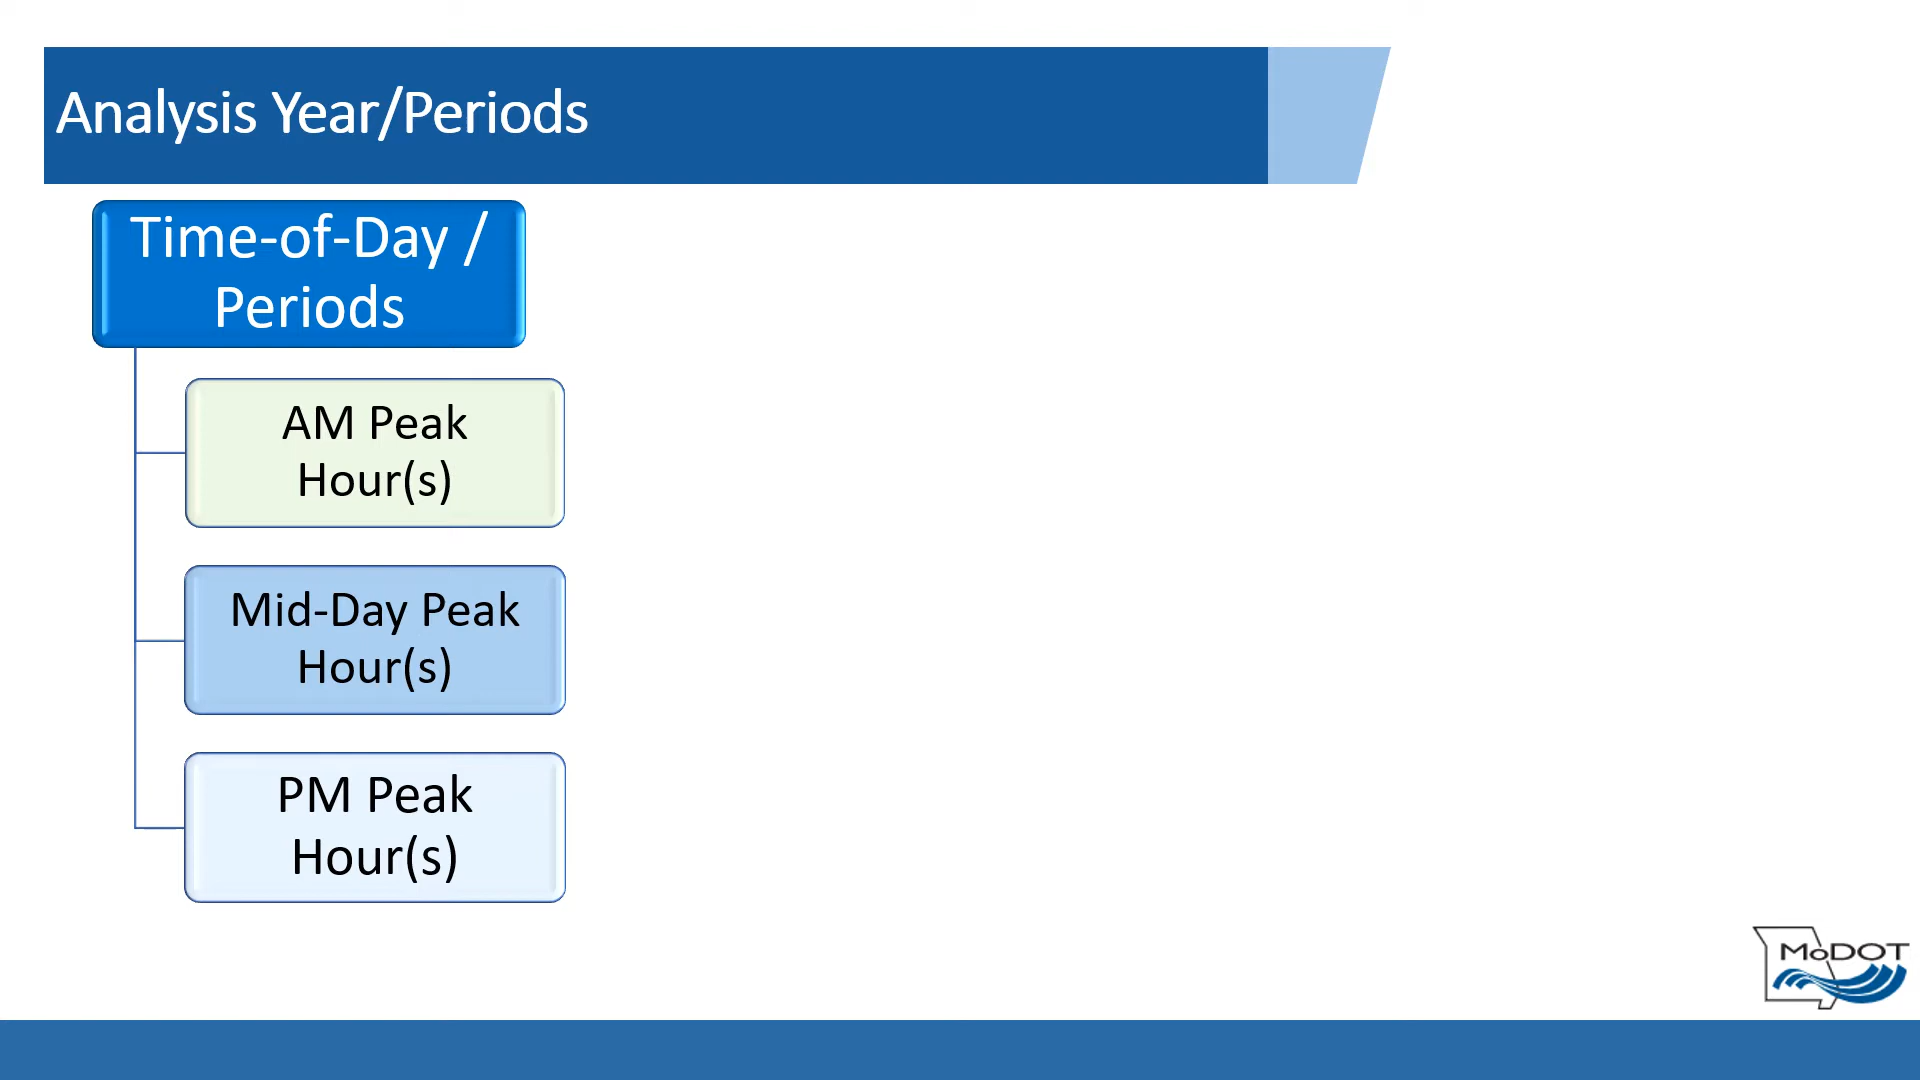 Analysis Year/Periods
Time-of-Day /
Periods
AM Peak
Hour(s)
Mid-Day Peak
Hour(s)
PM Peak
Hour(s)
MoDOT